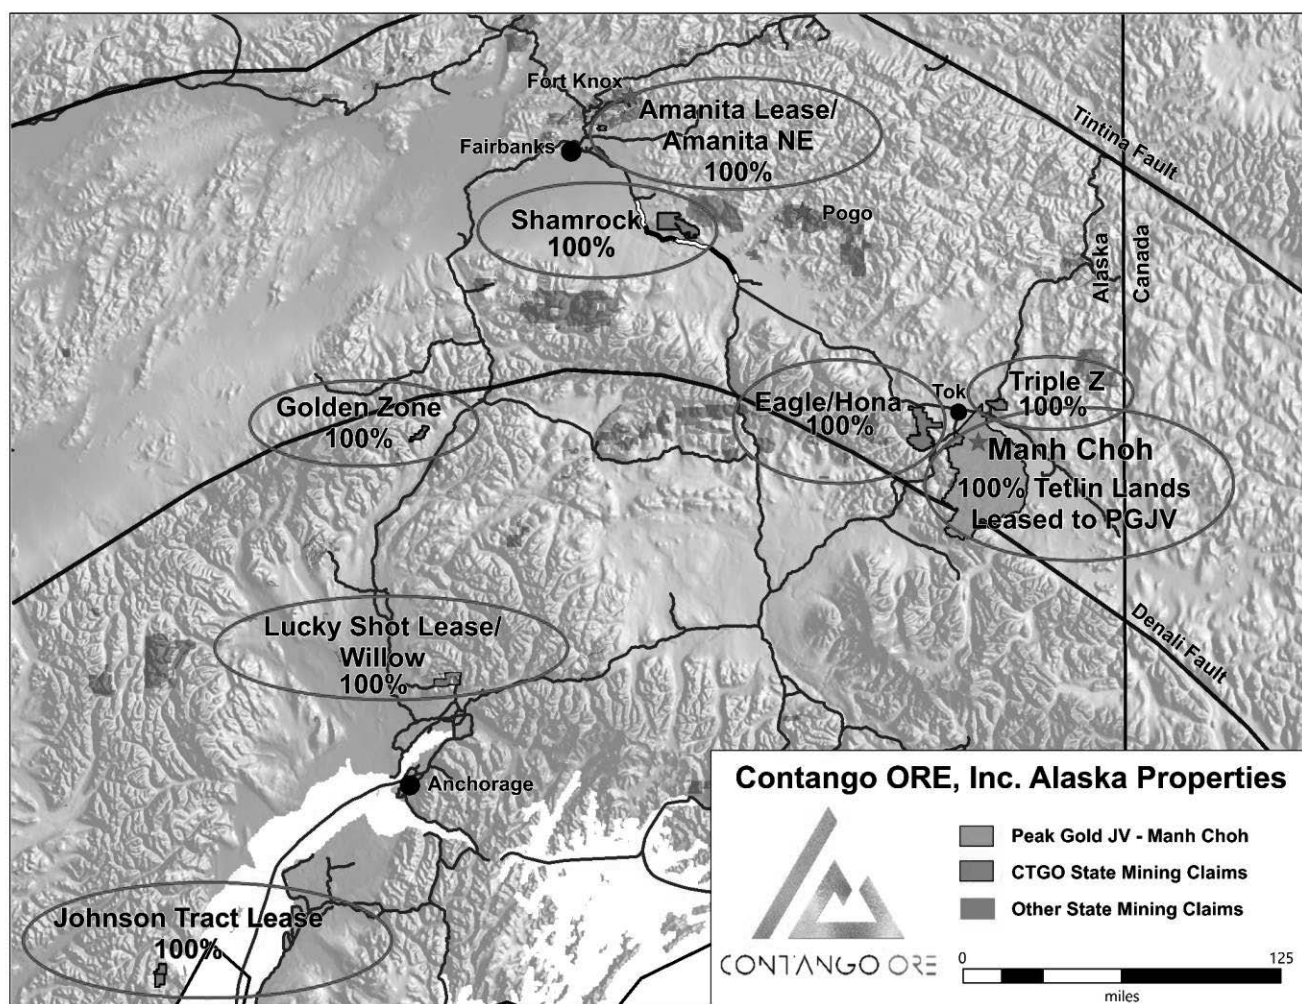 Fort Knox
Amanita Lease/
Amanita NE
100%
Fairbanks
Tintina Fault
Shamrock
100%
Pogo
Alaska
Canada
Golden Zone
100%
Eagle/Hona
100%
Tok
Triple Z
100%
Manh Choh
100% Tetlin Lands
Leased to PGJV
Denali Fault
Lucky Shot Lease/
Willow
100%
Anchorage
Johnson Tract Lease
100%
Contango ORE, Inc. Alaska Properties
Peak Gold JV - Manh Choh
CTGO State Mining Claims
Other State Mining Claims
CONTANGO ORE
0 125
miles